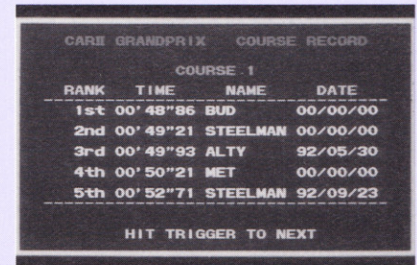 CARⅡ GRANDPRIX COURSE RECORD
COURSE 1
RANK TIME NAME DATE
1st 00'48"86 BUD 00/00/00
2nd 00'49"21 STEELMAN 00/00/00
3rd 00'49"93 ALTY 92/05/30
4th 00'50"21 MET 00/00/00
5th 00'52"71 STEELMAN 92/09/23
HIT TRIGGER TO NEXT